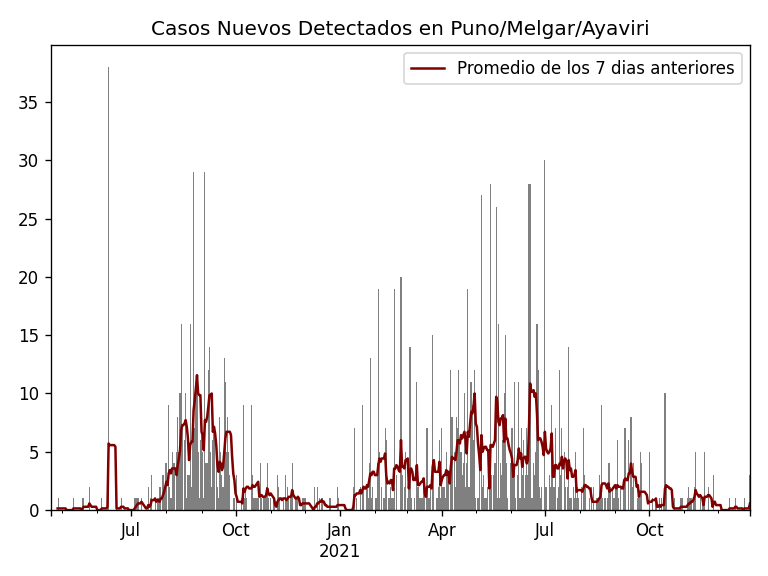 Casos Nuevos Detectados en Puno/Melgar/Ayaviri
Promedio de los 7 dias anteriores
35
30
25
20
15
10
5
0
Jul
Oct
Jan
2021
Apr
Jul
Oct